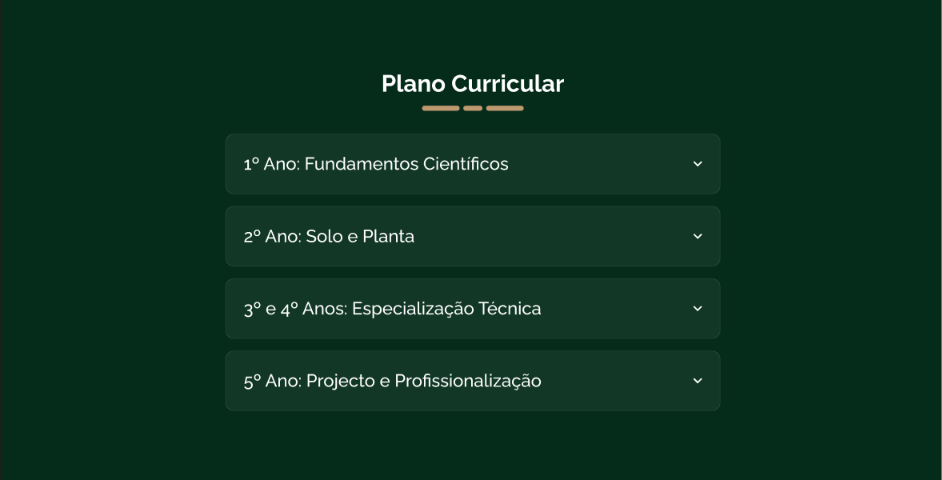 Plano Curricular
1º Ano: Fundamentos Científicos
2º Ano: Solo e Planta
3º e 4º Anos: Especialização Técnica
5º Ano: Projecto e Profissionalização